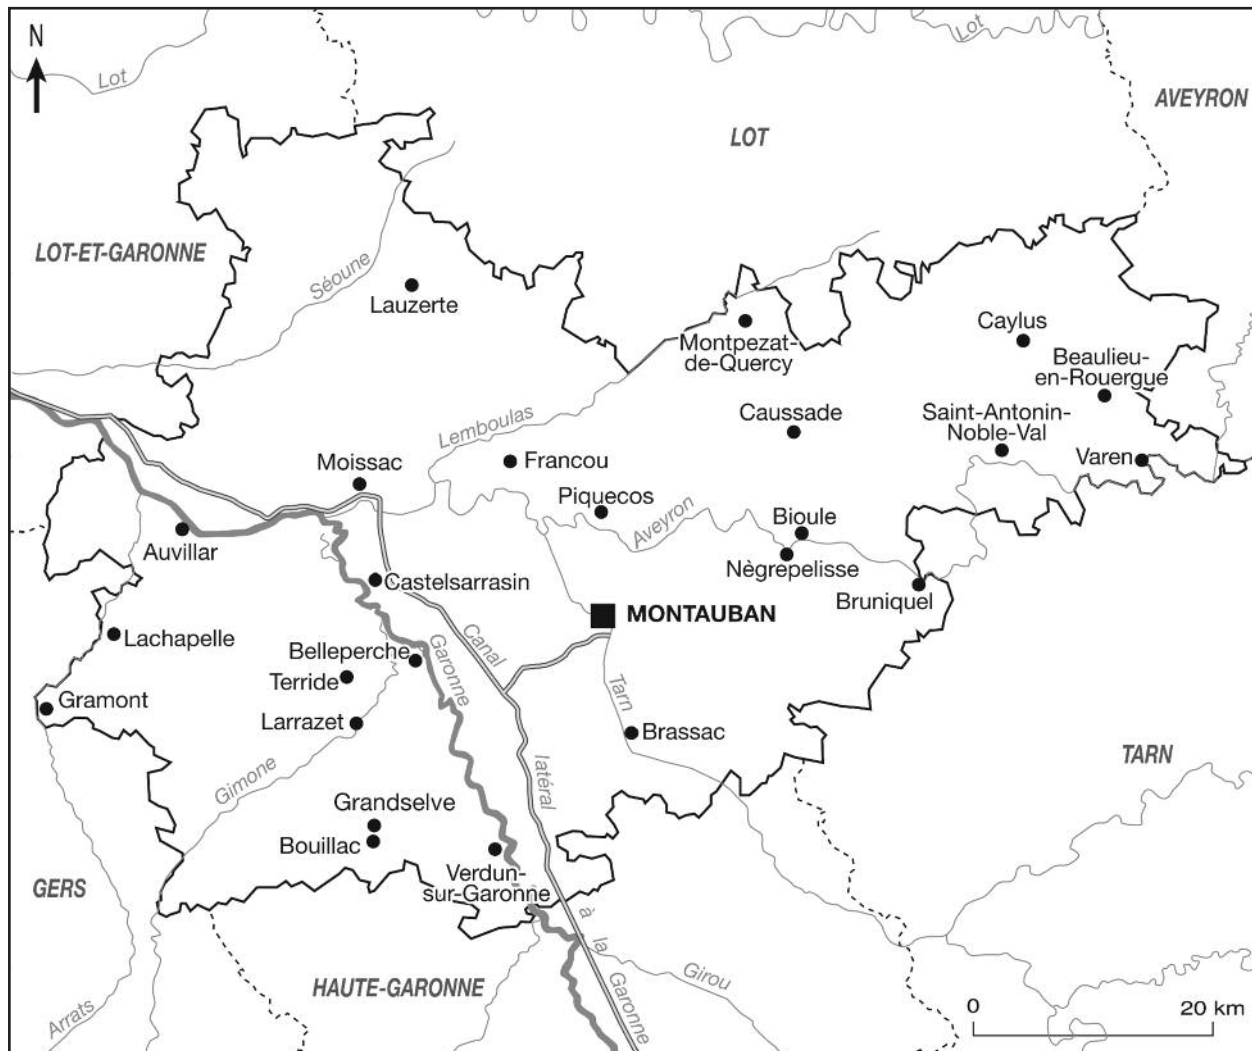 N
Lot
Lot
AVEYRON
LOT
LOT-ET-GARONNE
Séoune
Lauzerte
Montpezat-
de-Quercy
Caylus
Beaulieu-
en-Rouergue
Lemboulas
Caussade
Saint-Antonin-
Noble-Val
Varen
Moissac
Francou
Piquecos
Aveyron
Bioule
Auvillar
Nègrepelisse
Castelsarrasin
Bruniquel
MONTAUBAN
Lachapelle
Canal
Garonne
Belleperche
Terride
Tarn
Gramont
Larrazet
Brassac
TARN
Gimone
latéral
Grandselve
Bouillac
Verdun-
sur-Garonne
GERS
à
la
Garonne
Girou
HAUTE-GARONNE
Arrats
0
20 km